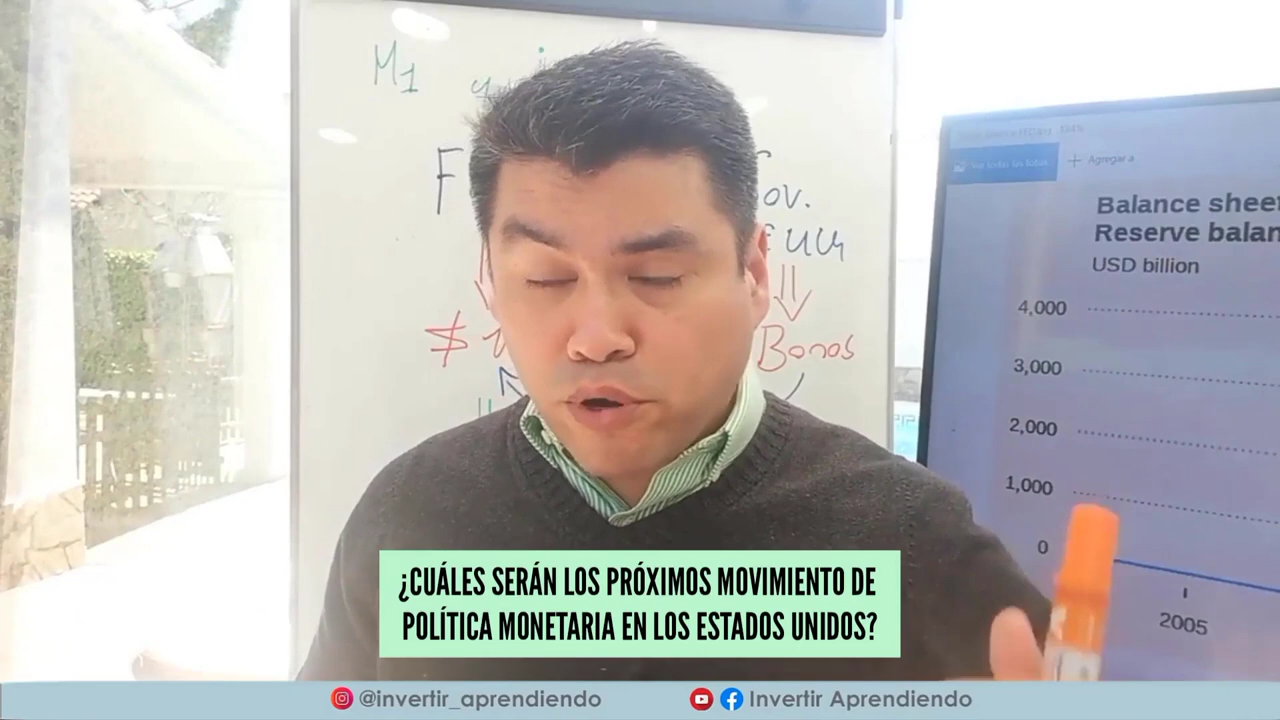 M1
F
ov.
EUU
$
Bonos
+ Agregar a
Balance sheet
Reserve balan
USD billion
4,000
3,000
2,000
1,000
0
2005
¿CUÁLES SERÁN LOS PRÓXIMOS MOVIMIENTO DE
POLÍTICA MONETARIA EN LOS ESTADOS UNIDOS?
@invertir_aprendiendo
Invertir Aprendiendo